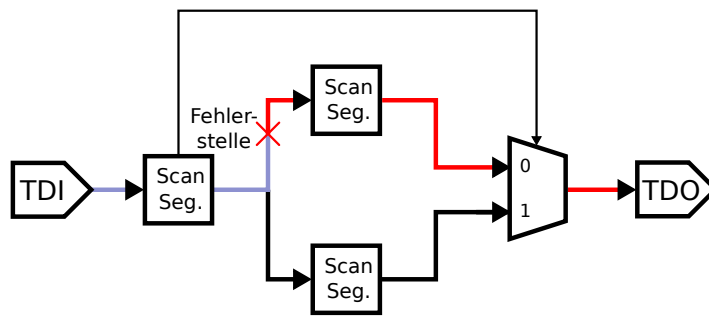 Scan
Seg.
Fehler-
stelle
0
TDI
Scan
Seg.
TDO
1
Scan
Seg.